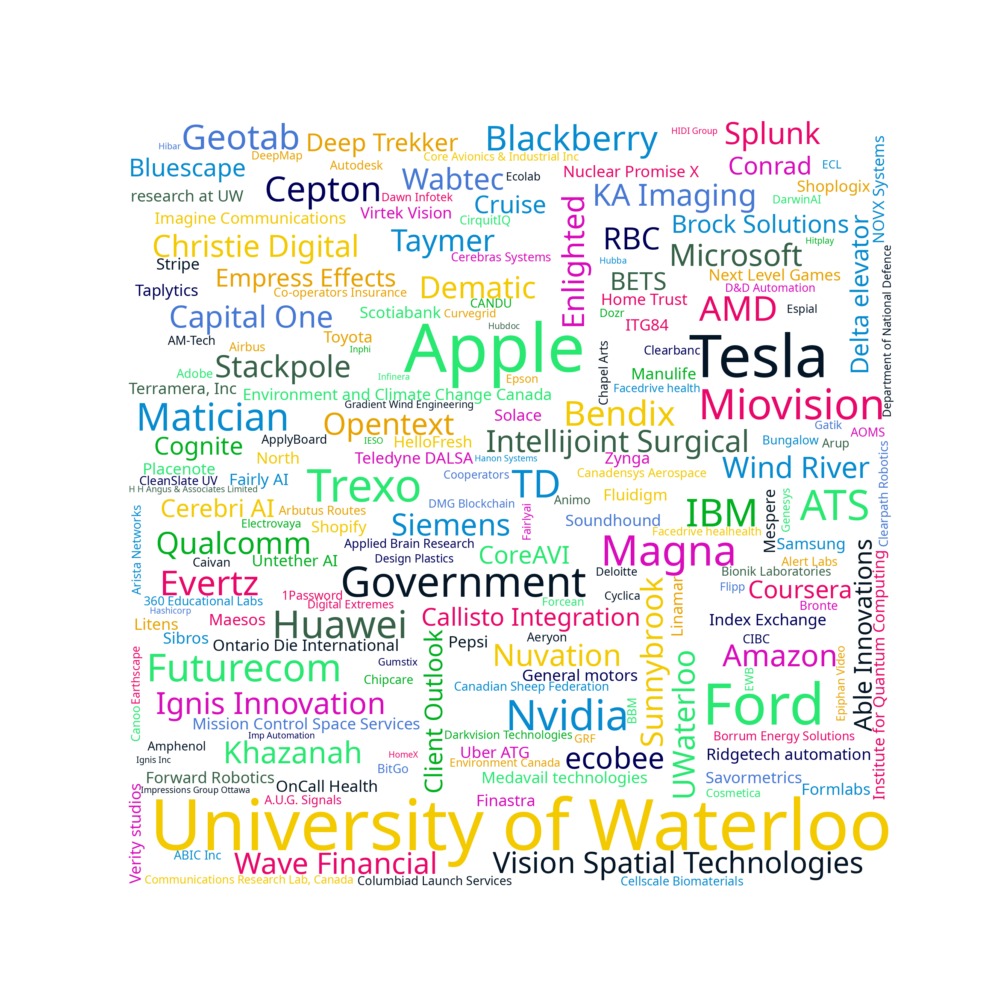 Geotab
Deep Trekker
Blackberry
HIDI Group
Splunk
Hibar
DeepMap
Autodesk
Core Avionics & Industrial Inc
Bluescape
Cepton
Wabtec
Ecolab
Nuclear Promise X
Conrad
ECL
NOVX Systems
research at UW
Dawn Infotek
Cruise
KA Imaging
Shoplogix
DarwinAI
Imagine Communications
Virtek Vision
CirquitIQ
Enlighted
Brock Solutions
Delta elevator
Christie Digital
Taymer
RBC
Microsoft
Hitplay
Department of National Defence
Stripe
Cerebras Systems
Hubba
Empress Effects
Dematic
BETS
Next Level Games
Taplytics
Co-operators Insurance
CANDU
Home Trust
D&D Automation
Capital One
Scotiabank
Curvegrid
Dozr
AMD
Espial
Hubdoc
ITG84
AM-Tech
Airbus
Toyota
Inphi
Apple
Chapel Arts
Clearbanc
Tesla
Adobe
Stackpole
Infinera
Epson
Manulife
Terramera, Inc
Environment and Climate Change Canada
Facedrive health
Gradient Wind Engineering
Matician
Opentext
Solace
Bendix
Miovision
Gatik
AOMS
Cognite
ApplyBoard
IESO
HelloFresh
Intellijoint Surgical
Bungalow
Arup
Clearpath Robotics
North
Teledyne DALSA
Hanon Systems
Zynga
Placenote
Wind River
CleanSlate UV
Fairly AI
Trexo
Cooperators
TD
Canadensys Aerospace
H H Angus & Associates Limited
Cerebri AI
Arbutus Routes
DMG Blockchain
Animo
Fluidigm
IBM
Mespere
Genesys
ATS
Arista Networks
Electrovaya
Shopify
Siemens
Fairlyai
Soundhound
Facedrive healhealth
Qualcomm
Applied Brain Research
CoreAVI
Magna
Samsung
Able Innovations
Institute for Quantum Computing
Caivan
Untether AI
Design Plastics
Alert Labs
Evertz
Government
Deloitte
Bionik Laboratories
360 Educational Labs
1Password
Forcean
Cyclica
Sunnybrook
Linamar
Flipp
Coursera
Hashicorp
Digital Extremes
Bronte
Litens
Maesos
Huawei
Callisto Integration
Index Exchange
Sibros
Ontario Die International
Client Outlook
Pepsi
Aeryon
CIBC
Earthscape
Futurecom
Gumstix
Nuvation
UWaterloo
Amazon
Epiphan Video
Chipcare
General motors
EWB
Canadian Sheep Federation
Canoo
Ignis Innovation
Nvidia
BBM
Ford
Mission Control Space Services
Imp Automation
Darkvision Technologies
GRF
Borrum Energy Solutions
Amphenol
Khazanah
HomeX
Uber ATG
ecobee
Ridgetech automation
Ignis Inc
BitGo
Environment Canada
Forward Robotics
OnCall Health
Medavail technologies
Savormetrics
Impressions Group Ottawa
A.U.G. Signals
Finastra
Cosmetica
Formlabs
Verity studios
University of Waterloo
ABIC Inc
Wave Financial
Vision Spatial Technologies
Communications Research Lab, Canada
Columbiad Launch Services
Cellscale Biomaterials